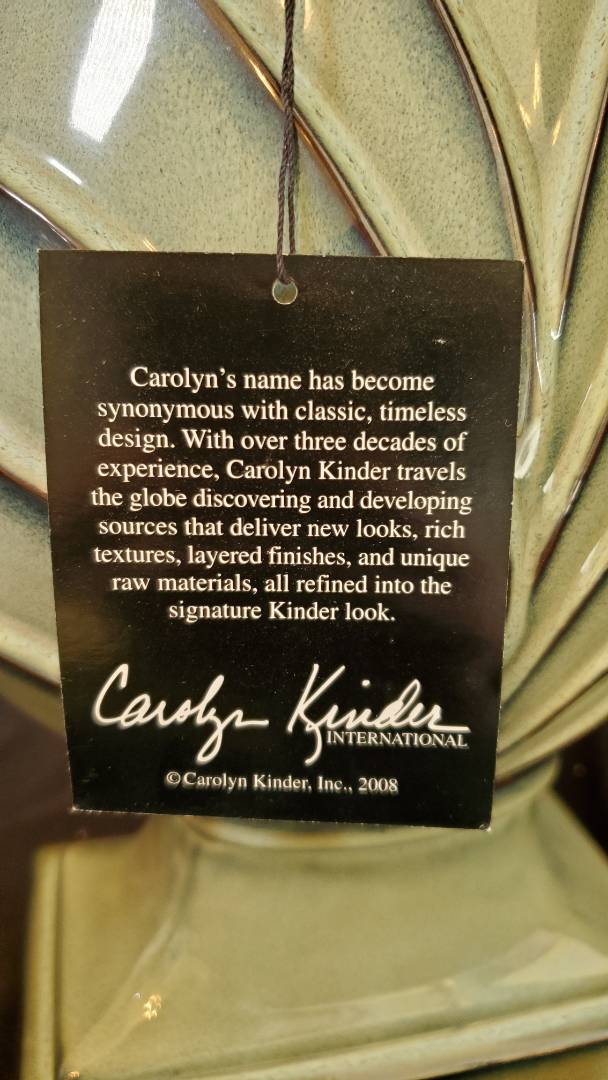 Carolyn's name has become
synonymous with classic, timeless
design. With over three decades of
experience, Carolyn Kinder travels
the globe discovering and developing
sources that deliver new looks, rich
textures, layered finishes, and unique
raw materials, all refined into the
signature Kinder look.
Carolyn Kinder
INTERNATIONAL
©Carolyn Kinder, Inc., 2008